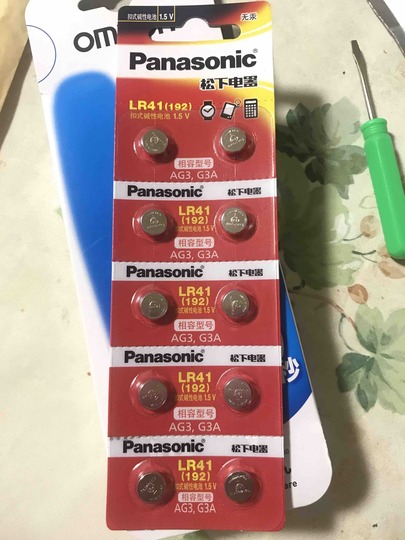 扣式碱性电池 1.5 V
无汞
om
Panasonic
松下电器
LR41(192)
扣式碱性电池 1.5 V
相容型号
AG3, G3A
Panasonic 松下电器
LR41
(192)
扣式碱性电池 1.5 V
相容型号
AG3, G3A
Panasonic 松下电器
LR41
(192)
扣式碱性电池 1.5 V
相容型号
AG3, G3A
Panasonic 松下电器
LR41
(192)
扣式碱性电池 1.5 V
相容型号
AG3, G3A
Panasonic 松下电器
LR41
(192)
扣式碱性电池 1.5 V
相容型号
AG3, G3A